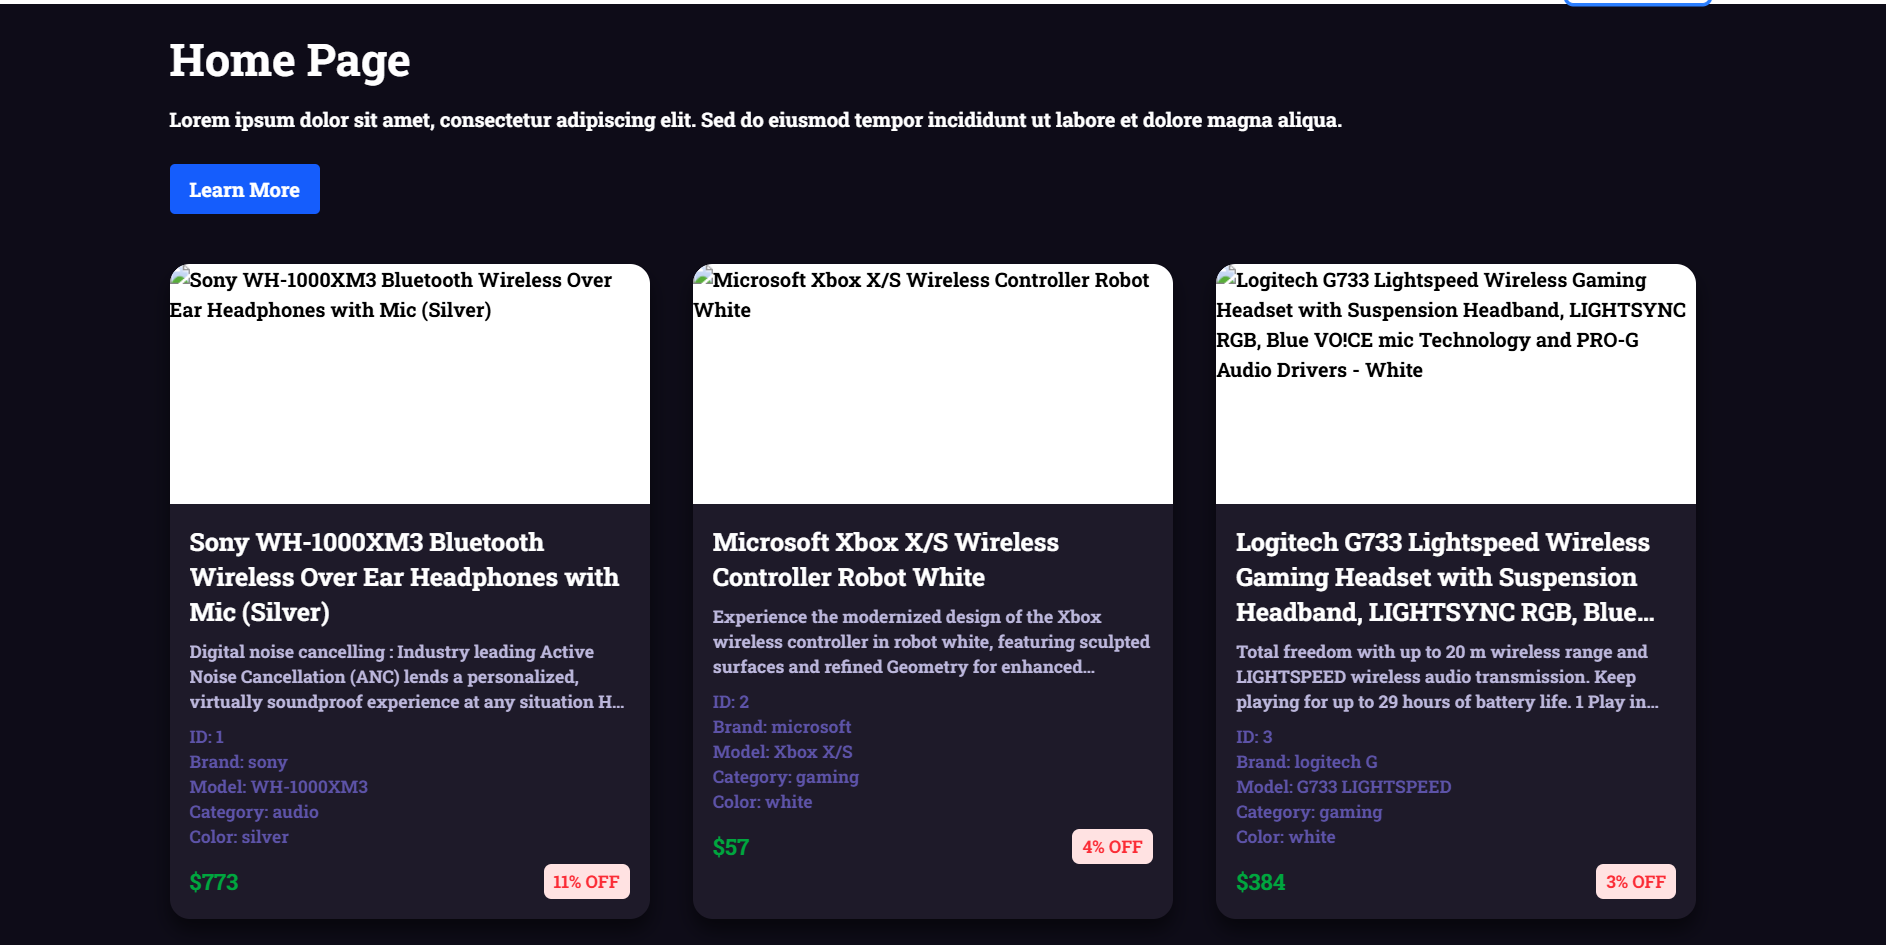 Home Page
Lorem ipsum dolor sit amet, consectetur adipiscing elit. Sed do eiusmod tempor incididunt ut labore et dolore magna aliqua.
Learn More
Sony WH-1000XM3 Bluetooth Wireless Over
Ear Headphones with Mic (Silver)
Sony WH-1000XM3 Bluetooth
Wireless Over Ear Headphones with
Mic (Silver)
Digital noise cancelling : Industry leading Active
Noise Cancellation (ANC) lends a personalized,
virtually soundproof experience at any situation H...
ID: 1
Brand: sony
Model: WH-1000XM3
Category: audio
Color: silver
$773
11% OFF
Microsoft Xbox X/S Wireless Controller Robot
White
Microsoft Xbox X/S Wireless
Controller Robot White
Experience the modernized design of the Xbox
wireless controller in robot white, featuring sculpted
surfaces and refined Geometry for enhanced...
ID: 2
Brand: microsoft
Model: Xbox X/S
Category: gaming
Color: white
$57
4% OFF
Logitech G733 Lightspeed Wireless Gaming
Headset with Suspension Headband, LIGHTSYNC
RGB, Blue VO!CE mic Technology and PRO-G
Audio Drivers - White
Logitech G733 Lightspeed Wireless
Gaming Headset with Suspension
Headband, LIGHTSYNC RGB, Blue...
Total freedom with up to 20 m wireless range and
LIGHTSPEED wireless audio transmission. Keep
playing for up to 29 hours of battery life. 1 Play in...
ID: 3
Brand: logitech G
Model: G733 LIGHTSPEED
Category: gaming
Color: white
$384
3% OFF